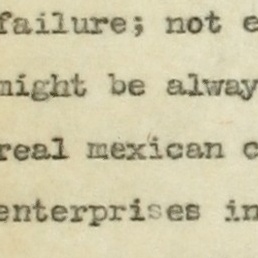 failure; not e
might be alway
real mexican c
enterprises in